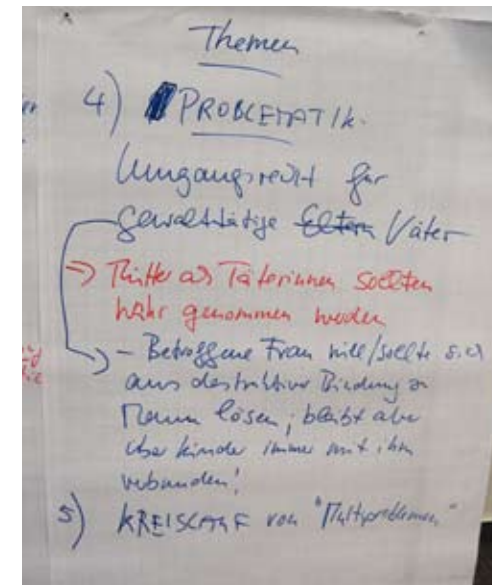 Themen
4) PROBLEMATIK
Umgangsrecht für
gewalttätige Eltern Väter
=> Mütter als Täterinnen sollten
wahr genommen werden
- Betroffene Frau will/sollte sich
aus destruktiver Bindung zu
Mann lösen, bleibt aber
über Kinder immer mit ihm
verbunden!
5) KREISLAUF von "Multiproblemen"